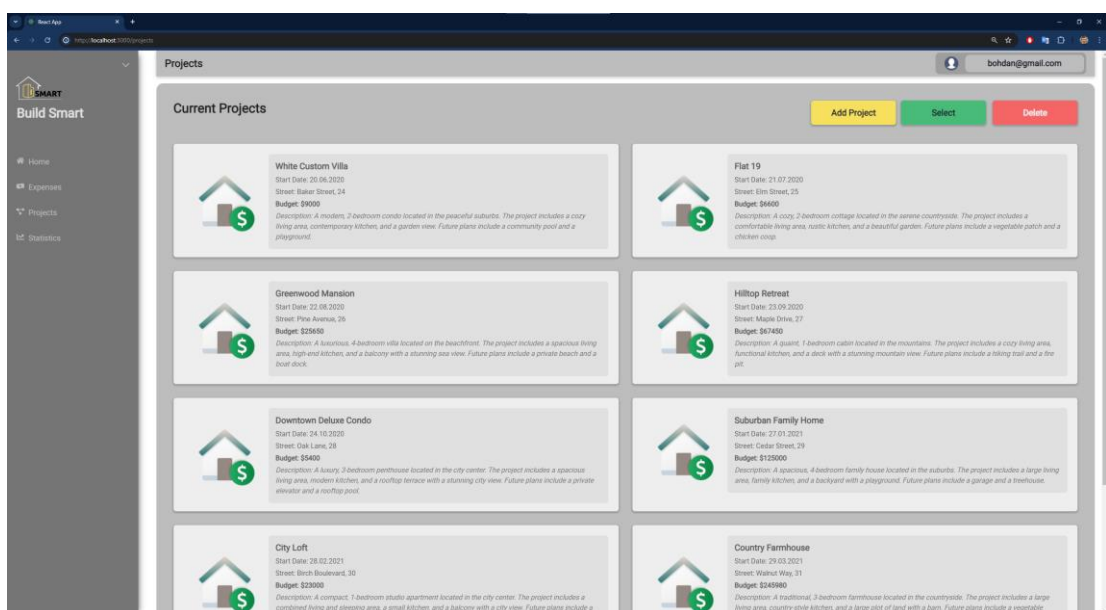 React App
http://localhost:3000/projects
SMART
Build Smart
Home
Expenses
Projects
Statistics
Projects
bohdan@gmail.com
Current Projects
Add Project
Select
Delete
White Custom Villa
Start Date: 20.06.2020
Street: Baker Street, 24
Budget: $9000
Description: A modern, 2-bedroom condo located in the peaceful suburbs. The project includes a cozy
living area, contemporary kitchen, and a garden view. Future plans include a community pool and a
playground.
Flat 19
Start Date: 21.07.2020
Street: Elm Street, 25
Budget: $6600
Description: A cozy, 2-bedroom cottage located in the serene countryside. The project includes a
comfortable living area, rustic kitchen, and a beautiful garden. Future plans include a vegetable patch and a
chicken coop.
Greenwood Mansion
Start Date: 22.08.2020
Street: Pine Avenue, 26
Budget: $25650
Description: A luxurious, 4-bedroom villa located on the beachfront. The project includes a spacious living
area, high-end kitchen, and a balcony with a stunning sea view. Future plans include a private beach and a
boat dock.
Hilltop Retreat
Start Date: 23.09.2020
Street: Maple Drive, 27
Budget: $67450
Description: A quaint, 1-bedroom cabin located in the mountains. The project includes a cozy living area,
functional kitchen, and a deck with a stunning mountain view. Future plans include a hiking trail and a fire
pit.
Downtown Deluxe Condo
Start Date: 24.10.2020
Street: Oak Lane, 28
Budget: $5400
Description: A luxury, 3-bedroom penthouse located in the city center. The project includes a spacious
living area, modern kitchen, and a rooftop terrace with a stunning city view. Future plans include a private
elevator and a rooftop pool.
Suburban Family Home
Start Date: 27.01.2021
Street: Cedar Street, 29
Budget: $125000
Description: A spacious, 4-bedroom family house located in the suburbs. The project includes a large living
area, family kitchen, and a backyard with a playground. Future plans include a garage and a treehouse.
City Loft
Start Date: 28.02.2021
Street: Birch Boulevard, 30
Budget: $23000
Description: A compact, 1-bedroom studio apartment located in the city center. The project includes a
combined living and sleeping area, a small kitchen, and a balcony with a city view. Future plans include a
Country Farmhouse
Start Date: 29.03.2021
Street: Walnut Way, 31
Budget: $245980
Description: A traditional, 3-bedroom farmhouse located in the countryside. The project includes a large
living area, country-style kitchen, and a large plot of land with a barn. Future plans include a vegetable